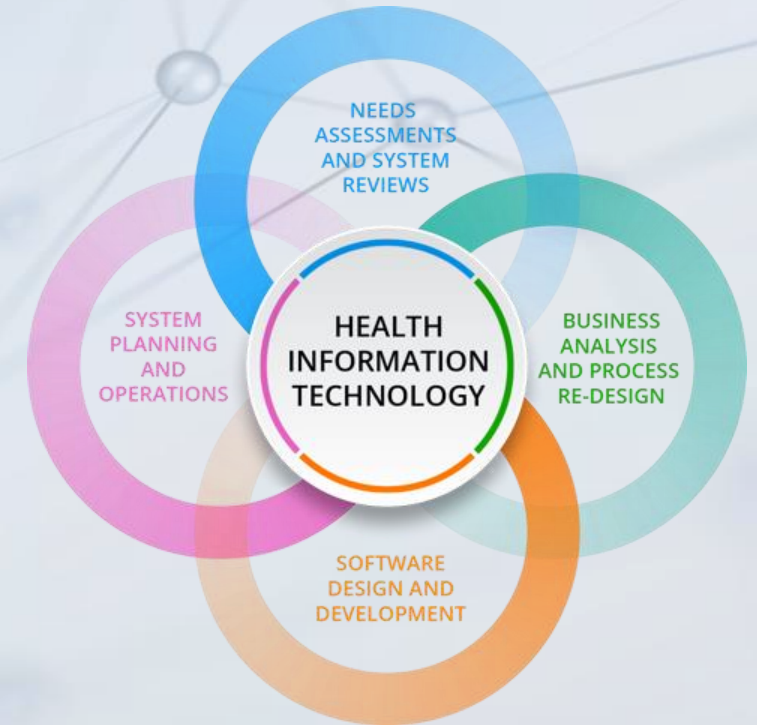 NEEDS
ASSESSMENTS
AND SYSTEM
REVIEWS
SYSTEM
PLANNING
AND
OPERATIONS
HEALTH
INFORMATION
TECHNOLOGY
BUSINESS
ANALYSIS
AND PROCESS
RE-DESIGN
SOFTWARE
DESIGN AND
DEVELOPMENT